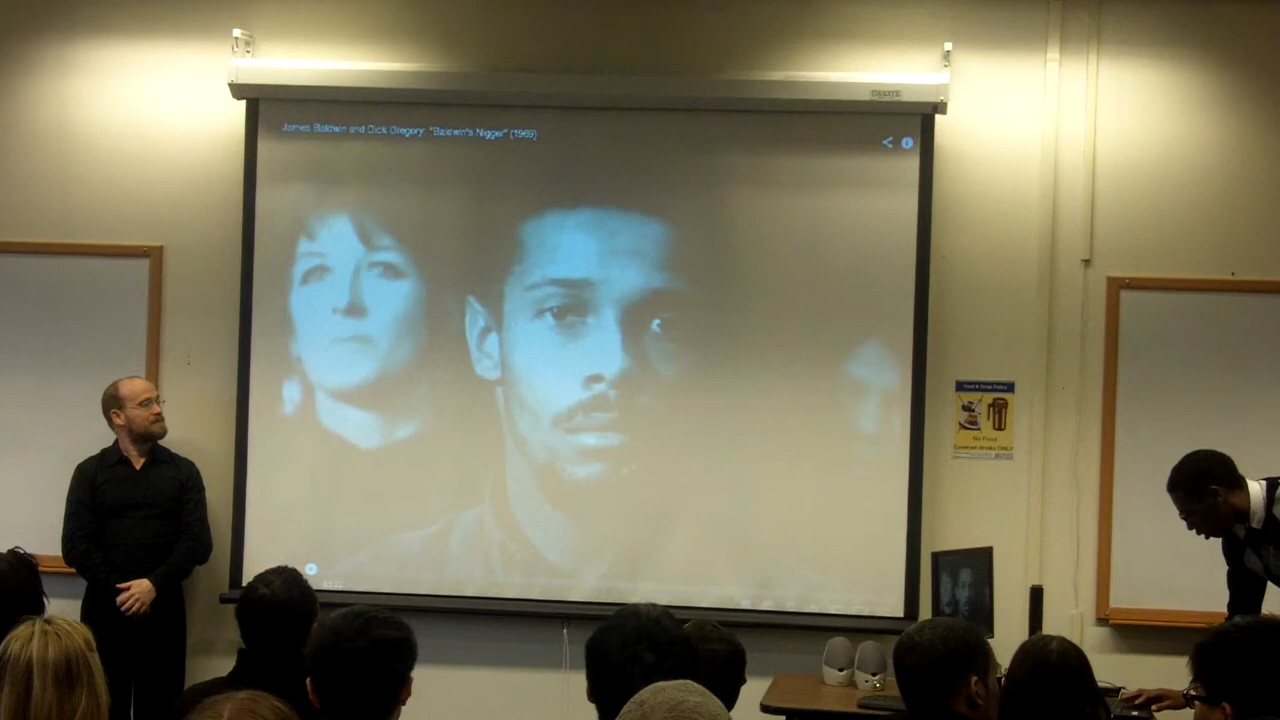 DA-LITE
James Baldwin and Dick Gregory: "Baldwin's Nigger" (1969)
Food & Drink Policy
No Food
Covered drinks ONLY